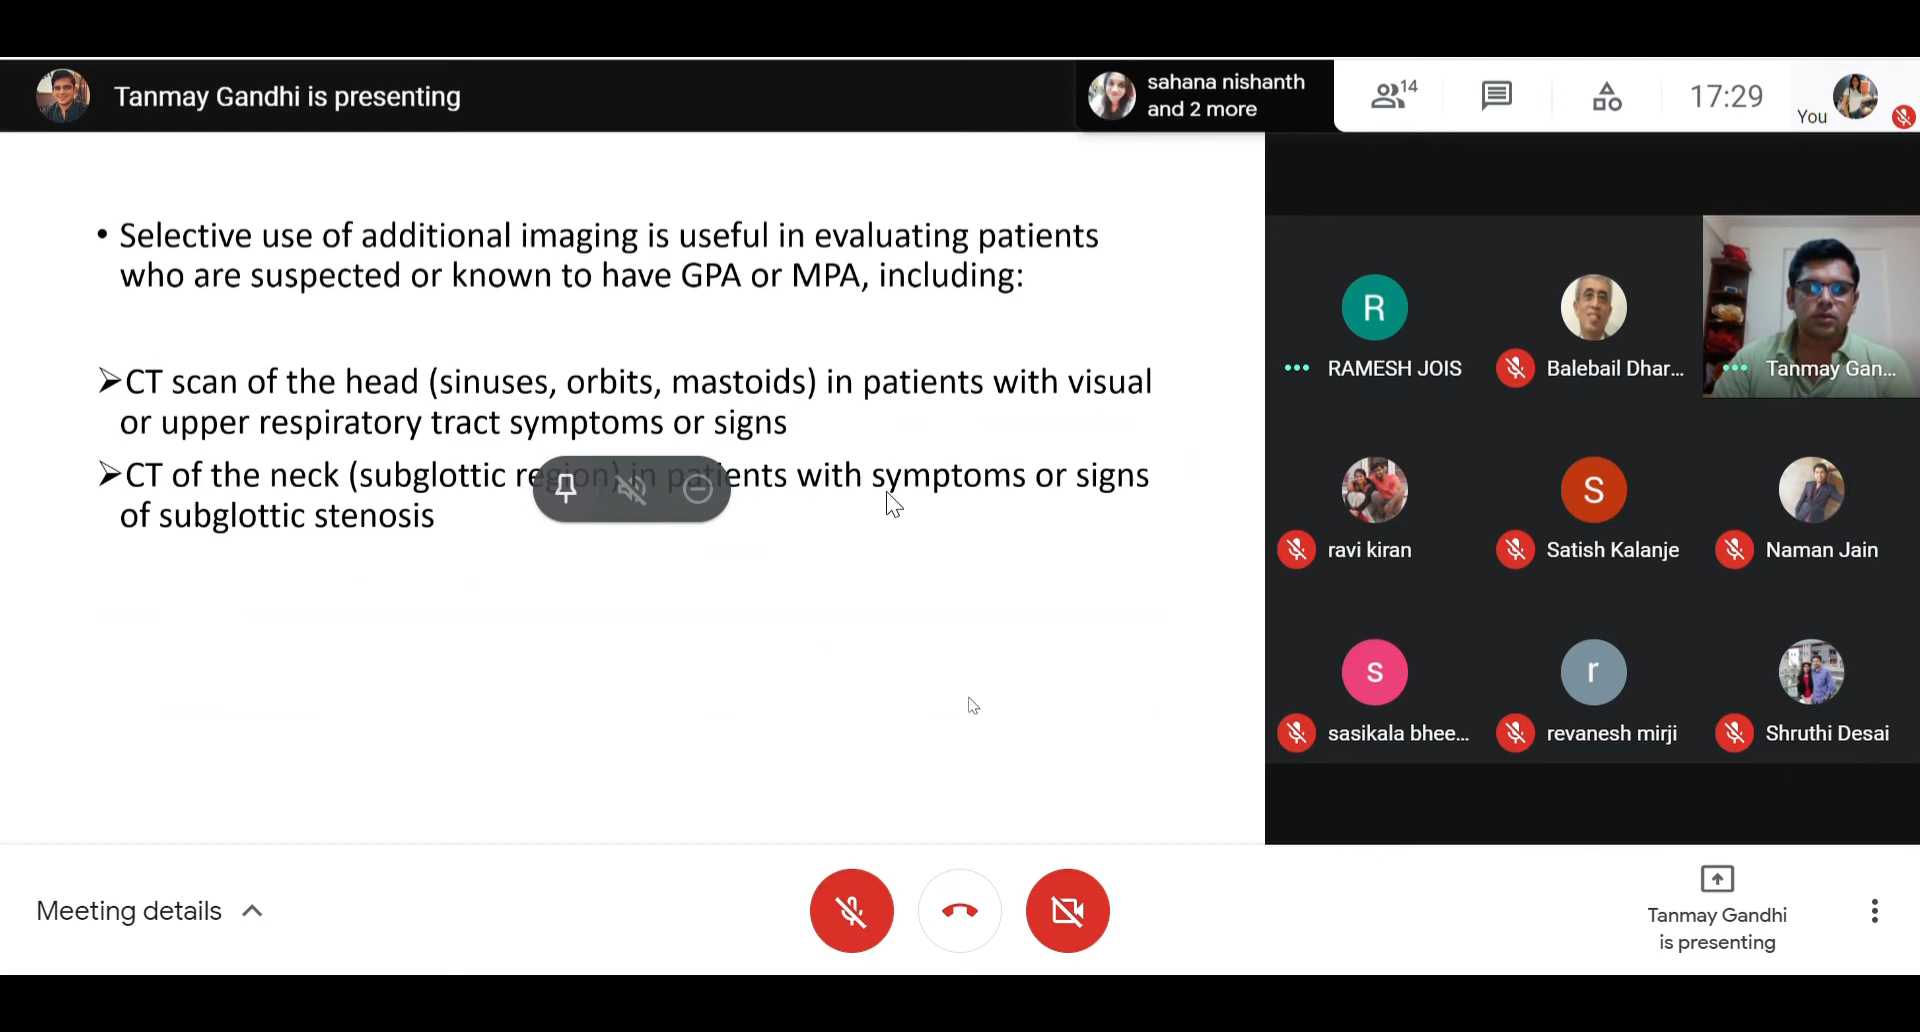 Tanmay Gandhi is presenting
sahana nishanth
and 2 more
14
17:29
You
• Selective use of additional imaging is useful in evaluating patients
who are suspected or known to have GPA or MPA, including:
➢CT scan of the head (sinuses, orbits, mastoids) in patients with visual
or upper respiratory tract symptoms or signs
➢CT of the neck (subglottic region) in patients with symptoms or signs
of subglottic stenosis
R
RAMESH JOIS
Balebail Dhar...
Tanmay Gan...
S
ravi kiran
Satish Kalanje
Naman Jain
s
r
sasikala bhee...
revanesh mirji
Shruthi Desai
Meeting details
Tanmay Gandhi
is presenting